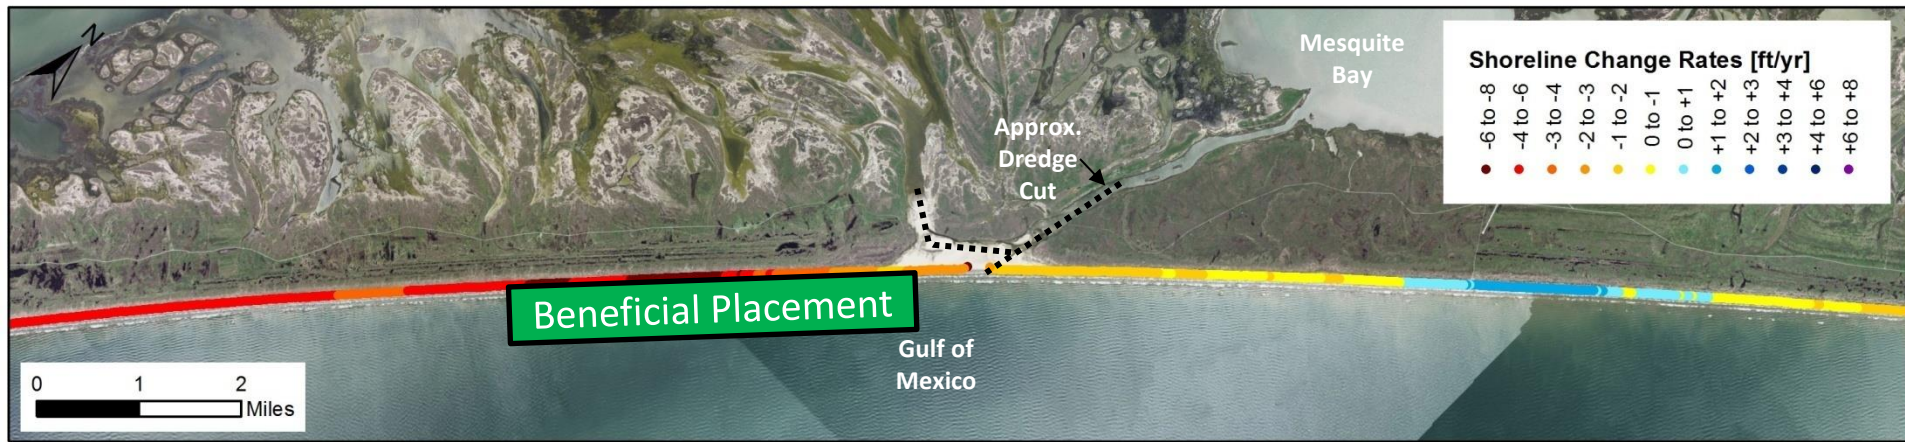 N
Mesquite
Bay
Approx.
Dredge
Cut
Shoreline Change Rates [ft/yr]
-6 to -8
-4 to -6
-3 to -4
-2 to -3
-1 to -2
0 to -1
0 to +1
+1 to +2
+2 to +3
+3 to +4
+4 to +6
+6 to +8
Beneficial Placement
Gulf of
Mexico
0 1 2
Miles